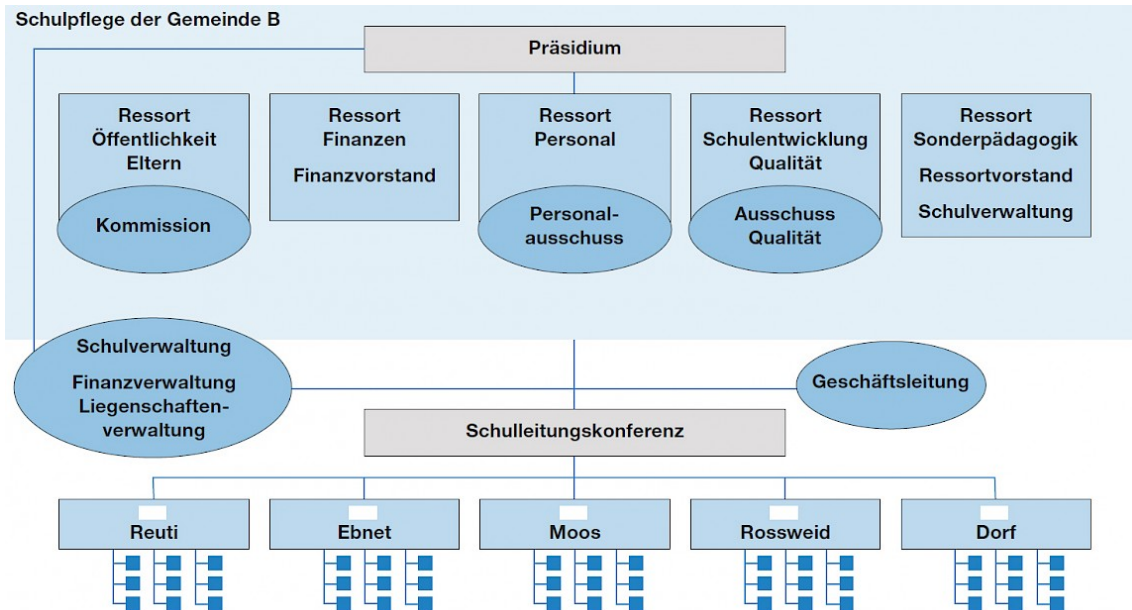 Schulpflege der Gemeinde B
Präsidium
Ressort
Öffentlichkeit
Eltern
Kommission
Ressort
Finanzen
Finanzvorstand
Ressort
Personal
Personal-
ausschuss
Ressort
Schulentwicklung
Qualität
Ausschuss
Qualität
Ressort
Sonderpädagogik
Ressortvorstand
Schulverwaltung
Schulverwaltung
Finanzverwaltung
Liegenschaften-
verwaltung
Geschäftsleitung
Schulleitungskonferenz
Reuti
Ebnet
Moos
Rossweid
Dorf